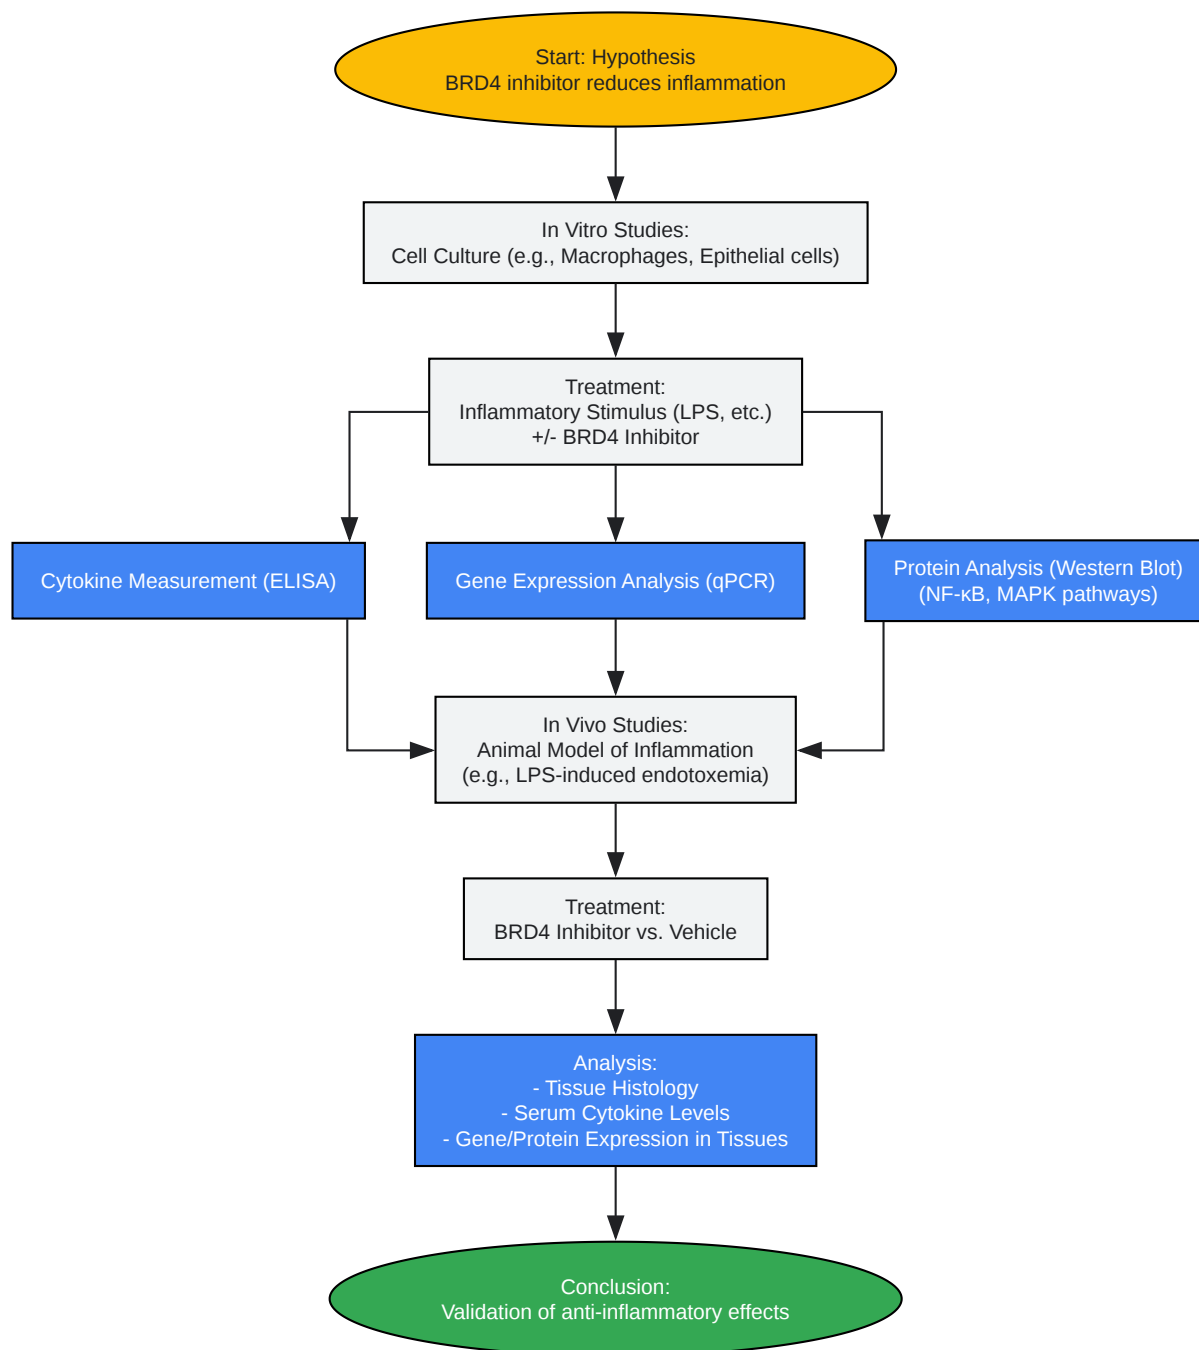 Start: Hypothesis
BRD4 inhibitor reduces inflammation
In Vitro Studies:
Cell Culture (e.g., Macrophages, Epithelial cells)
Treatment:
Inflammatory Stimulus (LPS, etc.)
+/- BRD4 Inhibitor
Cytokine Measurement (ELISA)
Gene Expression Analysis (qPCR)
Protein Analysis (Western Blot)
(NF-κB, MAPK pathways)
In Vivo Studies:
Animal Model of Inflammation
(e.g., LPS-induced endotoxemia)
Treatment:
BRD4 Inhibitor vs. Vehicle
Analysis:
- Tissue Histology
- Serum Cytokine Levels
- Gene/Protein Expression in Tissues
Conclusion:
Validation of anti-inflammatory effects